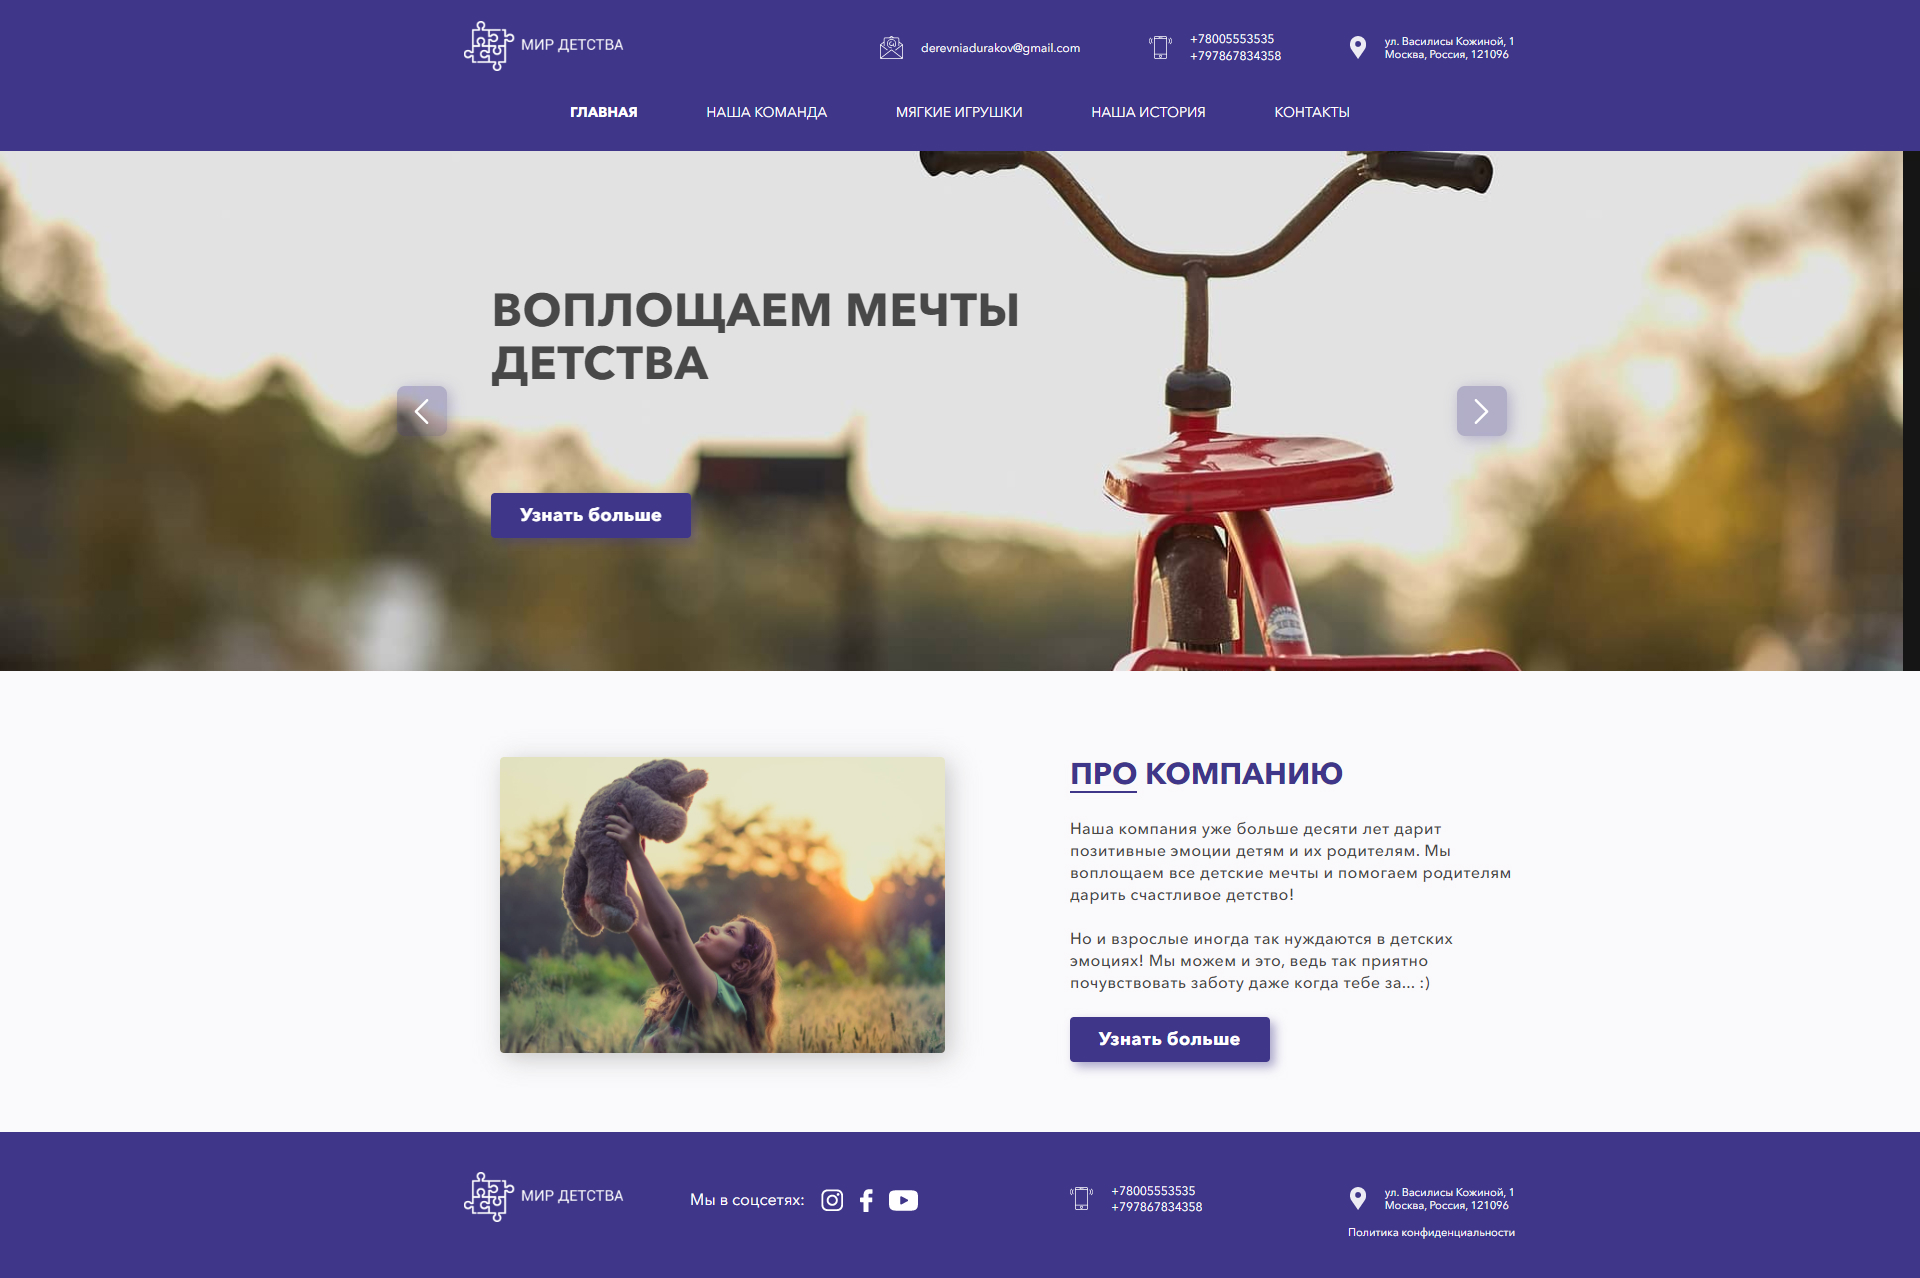 МИР ДЕТСТВА
derevniadurakov@gmail.com
+78005553535
+797867834358
ул. Василисы Кожиной, 1
Москва, Россия, 121096
ГЛАВНАЯ НАША КОМАНДА МЯГКИЕ ИГРУШКИ НАША ИСТОРИЯ КОНТАКТЫ
ВОПЛОЩАЕМ МЕЧТЫ
ДЕТСТВА
Узнать больше
ПРО КОМПАНИЮ
Наша компания уже больше десяти лет дарит
позитивные эмоции детям и их родителям. Мы
воплощаем все детские мечты и помогаем родителям
дарить счастливое детство!
Но и взрослые иногда так нуждаются в детских
эмоциях! Мы можем и это, ведь так приятно
почувствовать заботу даже когда тебе за... :)
Узнать больше
МИР ДЕТСТВА
Мы в соцсетях:
+78005553535
+797867834358
ул. Василисы Кожиной, 1
Москва, Россия, 121096
Политика конфиденциальности